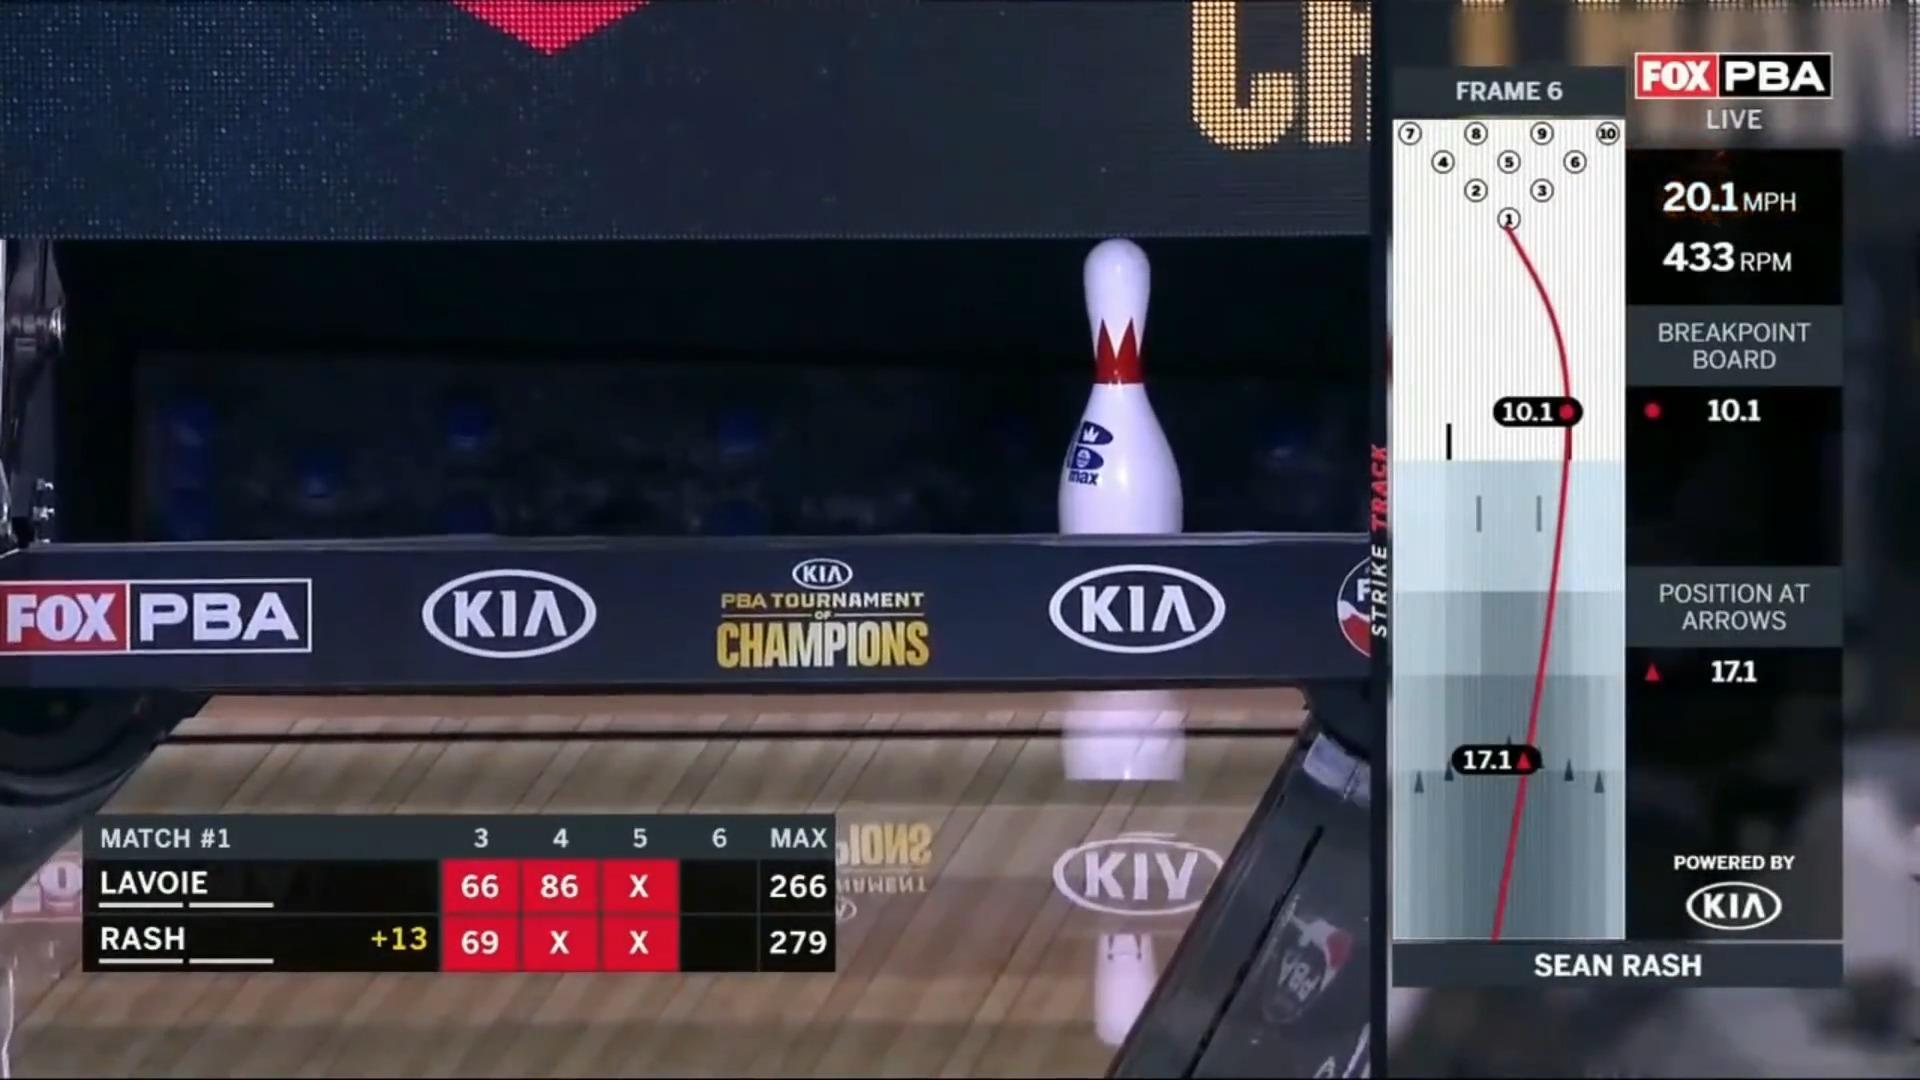 CH
FRAME 6
FOX PBA
LIVE
7 8 9 10
4 5 6
2 3
1
20.1 MPH
433 RPM
BREAKPOINT
BOARD
10.1
10.1
STRIKE TRACK
POSITION AT
ARROWS
17.1
17.1
POWERED BY
KIA
SEAN RASH
max
FOX PBA
KIA
KIA
PBA TOURNAMENT
OF
CHAMPIONS
KIA
MATCH #1 3 4 5 6 MAX
LAVOIE 66 86 X 266
RASH +13 69 X X 279
PBA